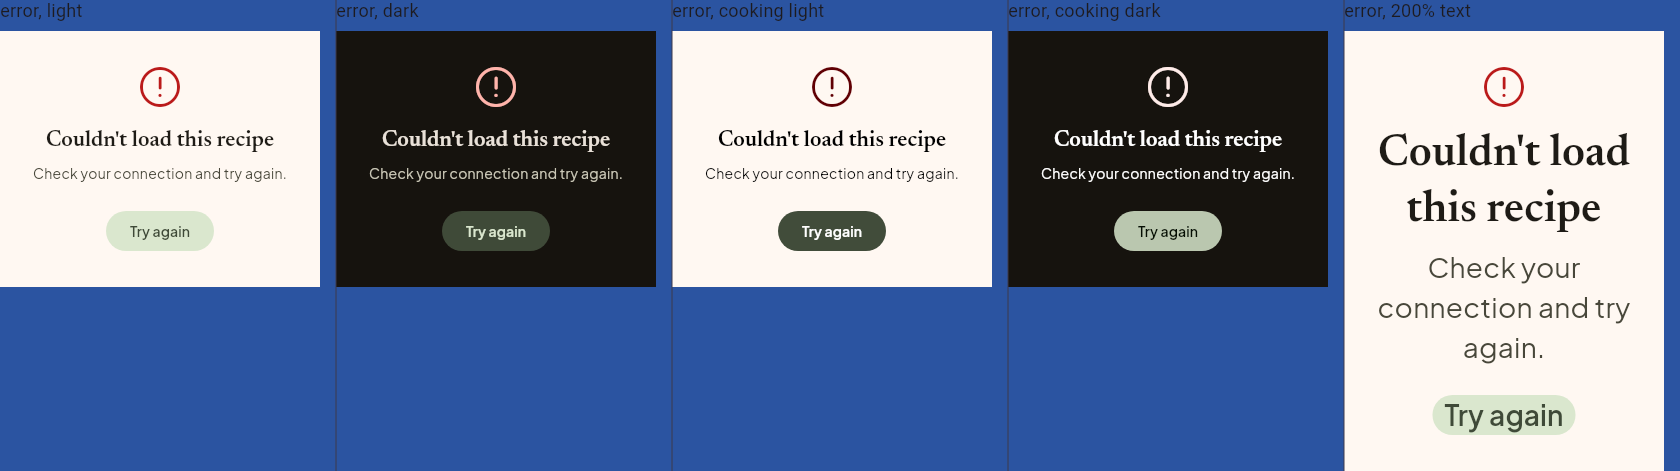 error, light
Couldn't load this recipe
Check your connection and try again.
Try again
error, dark
Couldn't load this recipe
Check your connection and try again.
Try again
error, cooking light
Couldn't load this recipe
Check your connection and try again.
Try again
error, cooking dark
Couldn't load this recipe
Check your connection and try again.
Try again
error, 200% text
Couldn't load
this recipe
Check your
connection and try
again.
Try again